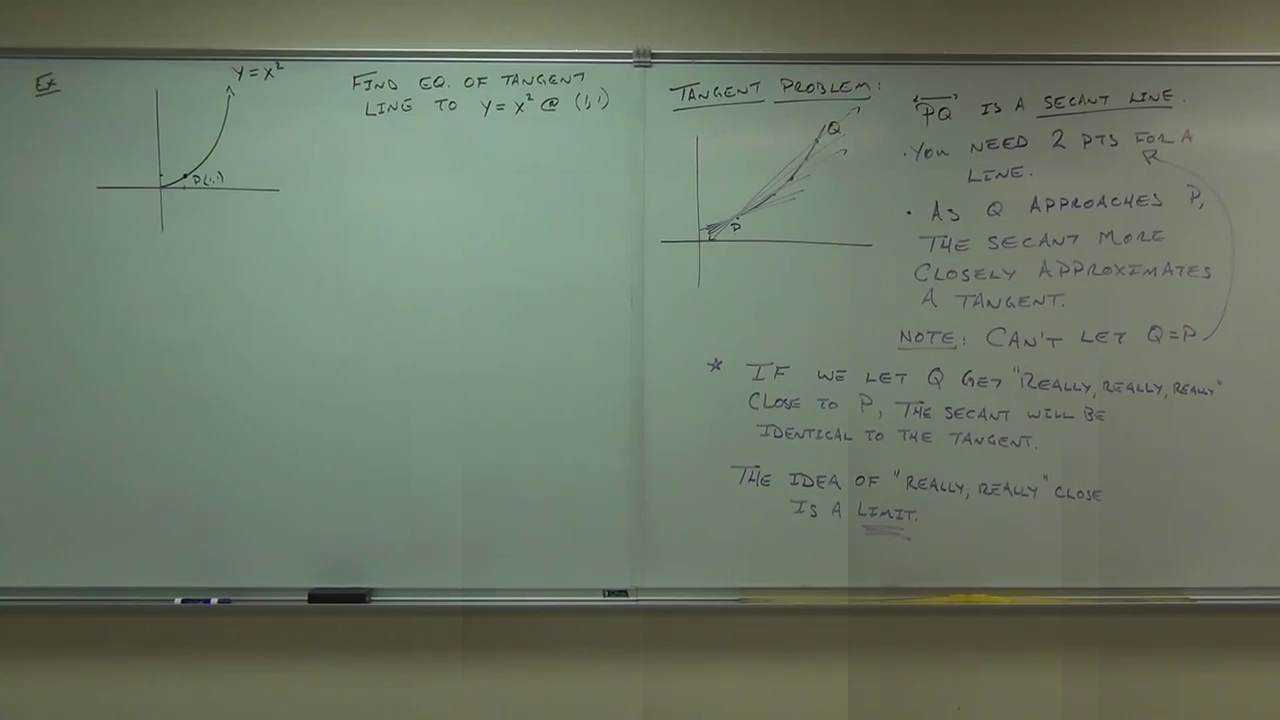 Ex
y = x²
P(1,1)
FIND EQ. OF TANGENT
LINE TO y = x² @ (1,1)
TANGENT PROBLEM:
Q
P
PQ IS A SECANT LINE.
• YOU NEED 2 PTS FOR A
LINE.
• AS Q APPROACHES P,
THE SECANT MORE
CLOSELY APPROXIMATES
A TANGENT.
NOTE: CAN'T LET Q=P
* IF WE LET Q GET "REALLY, REALLY, REALLY"
CLOSE TO P, THE SECANT WILL BE
IDENTICAL TO THE TANGENT.
THE IDEA OF "REALLY, REALLY" CLOSE
IS A LIMIT.